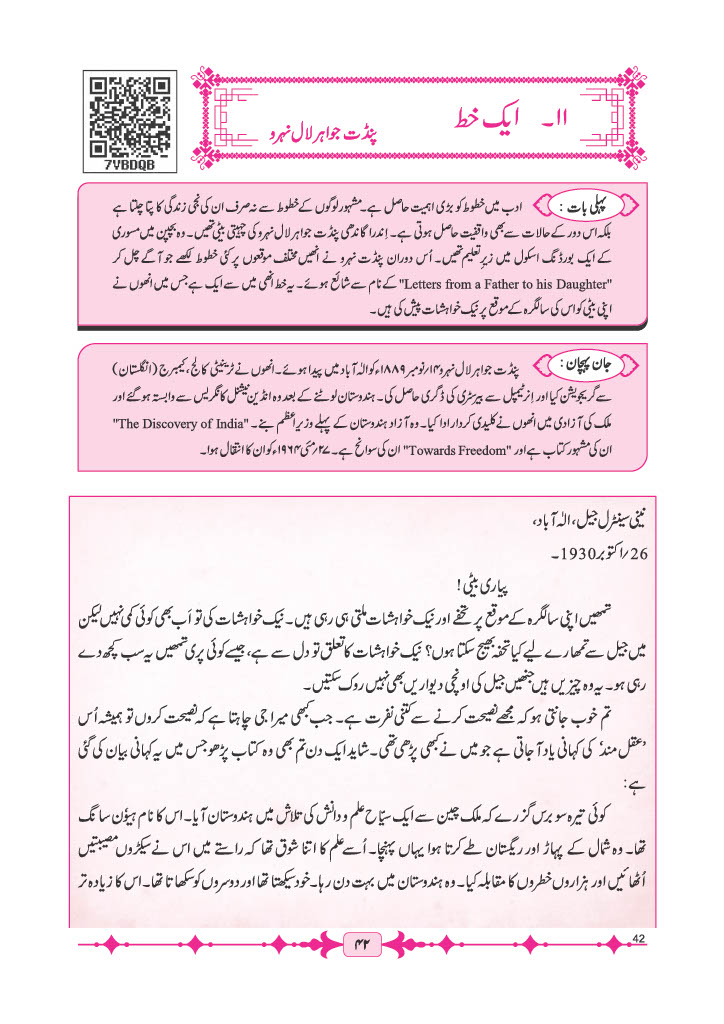 7VBDQB
۱۱۔ ایک خط
پنڈت جواہر لال نہرو
پہلی بات : ادب میں خطوط کو بڑی اہمیت حاصل ہے۔ مشہور لوگوں کے خطوط سے نہ صرف ان کی نجی زندگی کا پتا چلتا ہے
بلکہ اس دور کے حالات سے بھی واقفیت حاصل ہوتی ہے۔ اِندرا گاندھی پنڈت جواہر لال نہرو کی چہیتی بیٹی تھیں۔ وہ بچپن میں مسوری
کے ایک بورڈنگ اسکول میں زیرِ تعلیم تھیں۔ اُس دوران پنڈت نہرو نے انھیں مختلف موقعوں پر کئی خطوط لکھے جو آگے چل کر
"Letters from a Father to his Daughter" کے نام سے شائع ہوئے۔ یہ خط انھی میں سے ایک ہے جس میں انھوں نے
اپنی بیٹی کو اس کی سالگرہ کے موقع پر نیک خواہشات پیش کی ہیں۔
جان پہچان : پنڈت جواہر لال نہرو ۱۴؍نومبر ۱۸۸۹ء کو الٰہ آباد میں پیدا ہوئے۔ انھوں نے ٹرینیٹی کالج، کیمبرج (انگلستان)
سے گریجویشن کیا اور اِنرٹیمپل سے بیرسٹری کی ڈگری حاصل کی۔ ہندوستان لوٹنے کے بعد وہ انڈین نیشنل کانگریس سے وابستہ ہوگئے اور
ملک کی آزادی میں انھوں نے کلیدی کردار ادا کیا۔ وہ آزاد ہندوستان کے پہلے وزیرِ اعظم بنے۔ "The Discovery of India"
ان کی مشہور کتاب ہے اور "Towards Freedom" ان کی سوانح ہے۔ ۲۷؍مئی ۱۹۶۴ء کو ان کا انتقال ہوا۔
نینی سینٹرل جیل، الٰہ آباد،
26؍اکتوبر 1930۔
پیاری بیٹی !
تمھیں اپنی سالگرہ کے موقع پر تحفے اور نیک خواہشات ملتی ہی رہی ہیں۔ نیک خواہشات کی تو اَب بھی کوئی کمی نہیں لیکن
میں جیل سے تمھارے لیے کیا تحفہ بھیج سکتا ہوں؟ نیک خواہشات کا تعلق تو دل سے ہے، جیسے کوئی پری تمھیں یہ سب کچھ دے
رہی ہو۔ یہ وہ چیزیں ہیں جنھیں جیل کی اونچی دیواریں بھی نہیں روک سکتیں۔
تم خوب جانتی ہو کہ مجھے نصیحت کرنے سے کتنی نفرت ہے۔ جب کبھی میرا جی چاہتا ہے کہ نصیحت کروں تو ہمیشہ اُس
’عقل مند‘ کی کہانی یاد آجاتی ہے جو میں نے کبھی پڑھی تھی۔ شاید ایک دن تم بھی وہ کتاب پڑھو جس میں یہ کہانی بیان کی گئی
ہے :
کوئی تیرہ سو برس گزرے کہ ملک چین سے ایک سیّاح علم و دانش کی تلاش میں ہندوستان آیا۔ اس کا نام ہیوٗن سانگ
تھا۔ وہ شمال کے پہاڑ اور ریگستان طے کرتا ہوا یہاں پہنچا۔ اُسے علم کا اتنا شوق تھا کہ راستے میں اس نے سیکڑوں مصیبتیں
اُٹھائیں اور ہزاروں خطروں کا مقابلہ کیا۔ وہ ہندوستان میں بہت دن رہا۔ خود سیکھتا تھا اور دوسروں کو سکھاتا تھا۔ اس کا زیادہ تر
۴۲
42